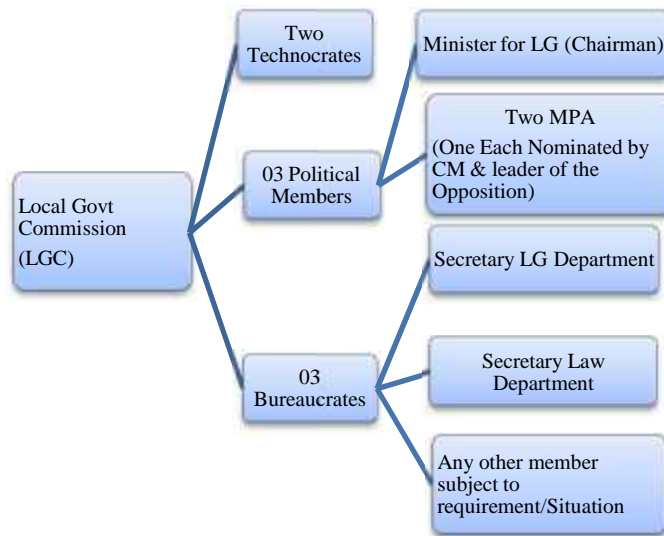 Local Govt
Commission
(LGC)
Two
Technocrates
03 Political
Members
03
Bureaucrates
Minister for LG (Chairman)
Two MPA
(One Each Nominated by
CM & leader of the
Opposition)
Secretary LG Department
Secretary Law
Department
Any other member
subject to
requirement/Situation